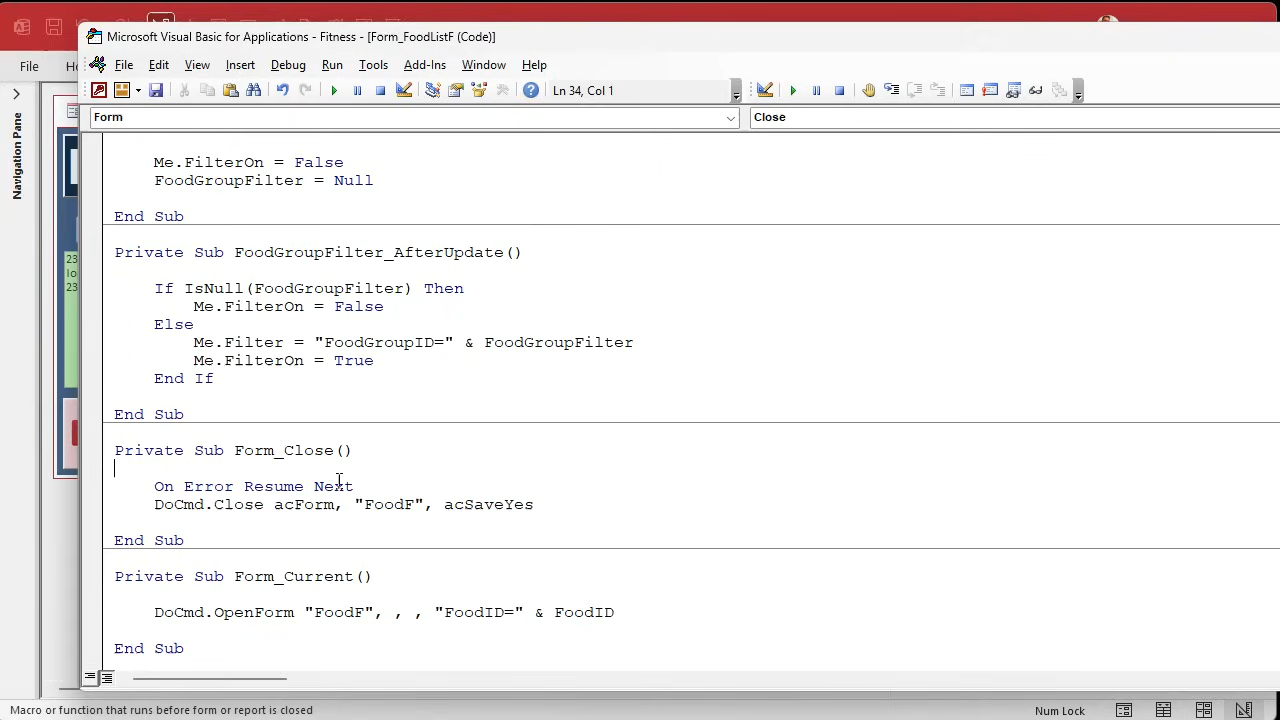 Microsoft Visual Basic for Applications - Fitness - [Form_FoodListF (Code)]
File
File Edit View Insert Debug Run Tools Add-Ins Window Help
Ln 34, Col 1
Form
Close
Navigation Pane
Me.FilterOn = False
FoodGroupFilter = Null
End Sub
Private Sub FoodGroupFilter_AfterUpdate()
If IsNull(FoodGroupFilter) Then
Me.FilterOn = False
Else
Me.Filter = "FoodGroupID=" & FoodGroupFilter
Me.FilterOn = True
End If
End Sub
Private Sub Form_Close()
On Error Resume Next
DoCmd.Close acForm, "FoodF", acSaveYes
End Sub
Private Sub Form_Current()
DoCmd.OpenForm "FoodF", , , "FoodID=" & FoodID
End Sub
23
lo
23
Macro or function that runs before form or report is closed
Num Lock